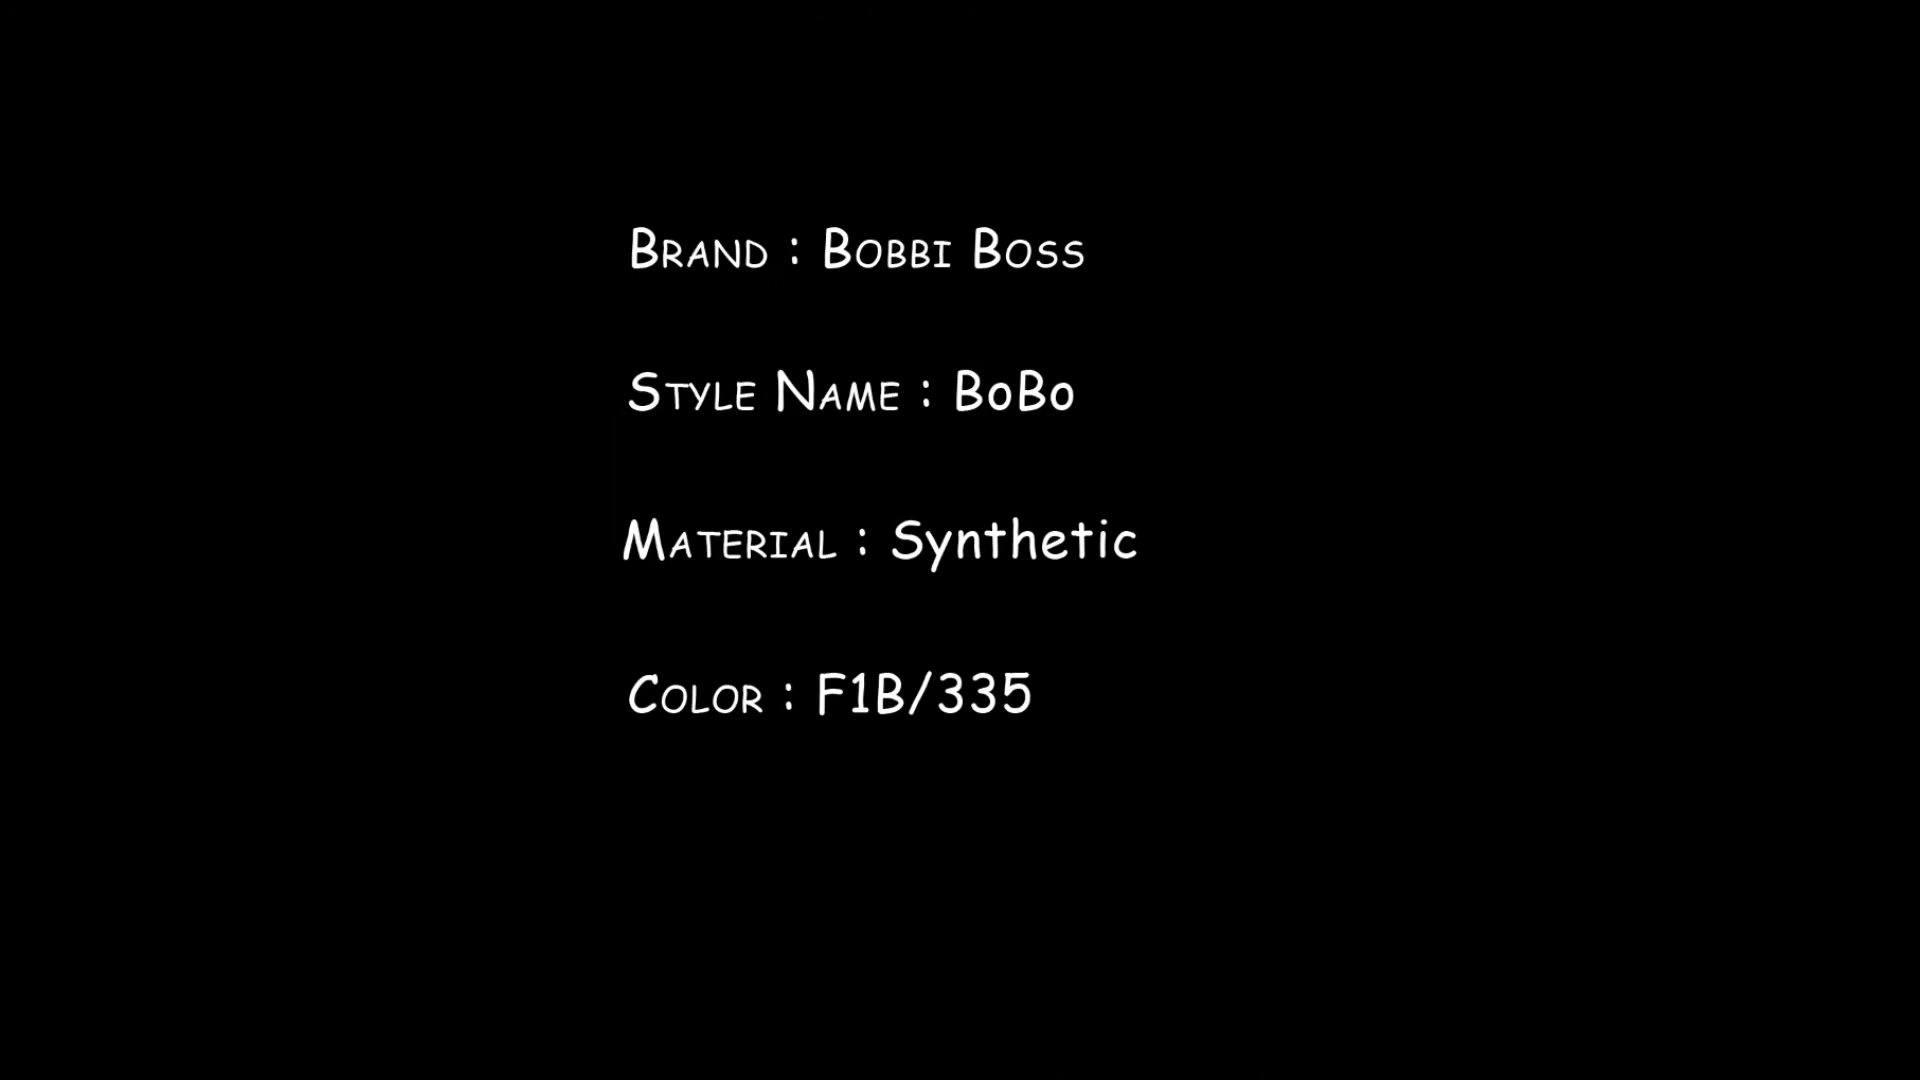 Brand : Bobbi Boss
Style Name : BoBo
Material : Synthetic
Color : F1B/335